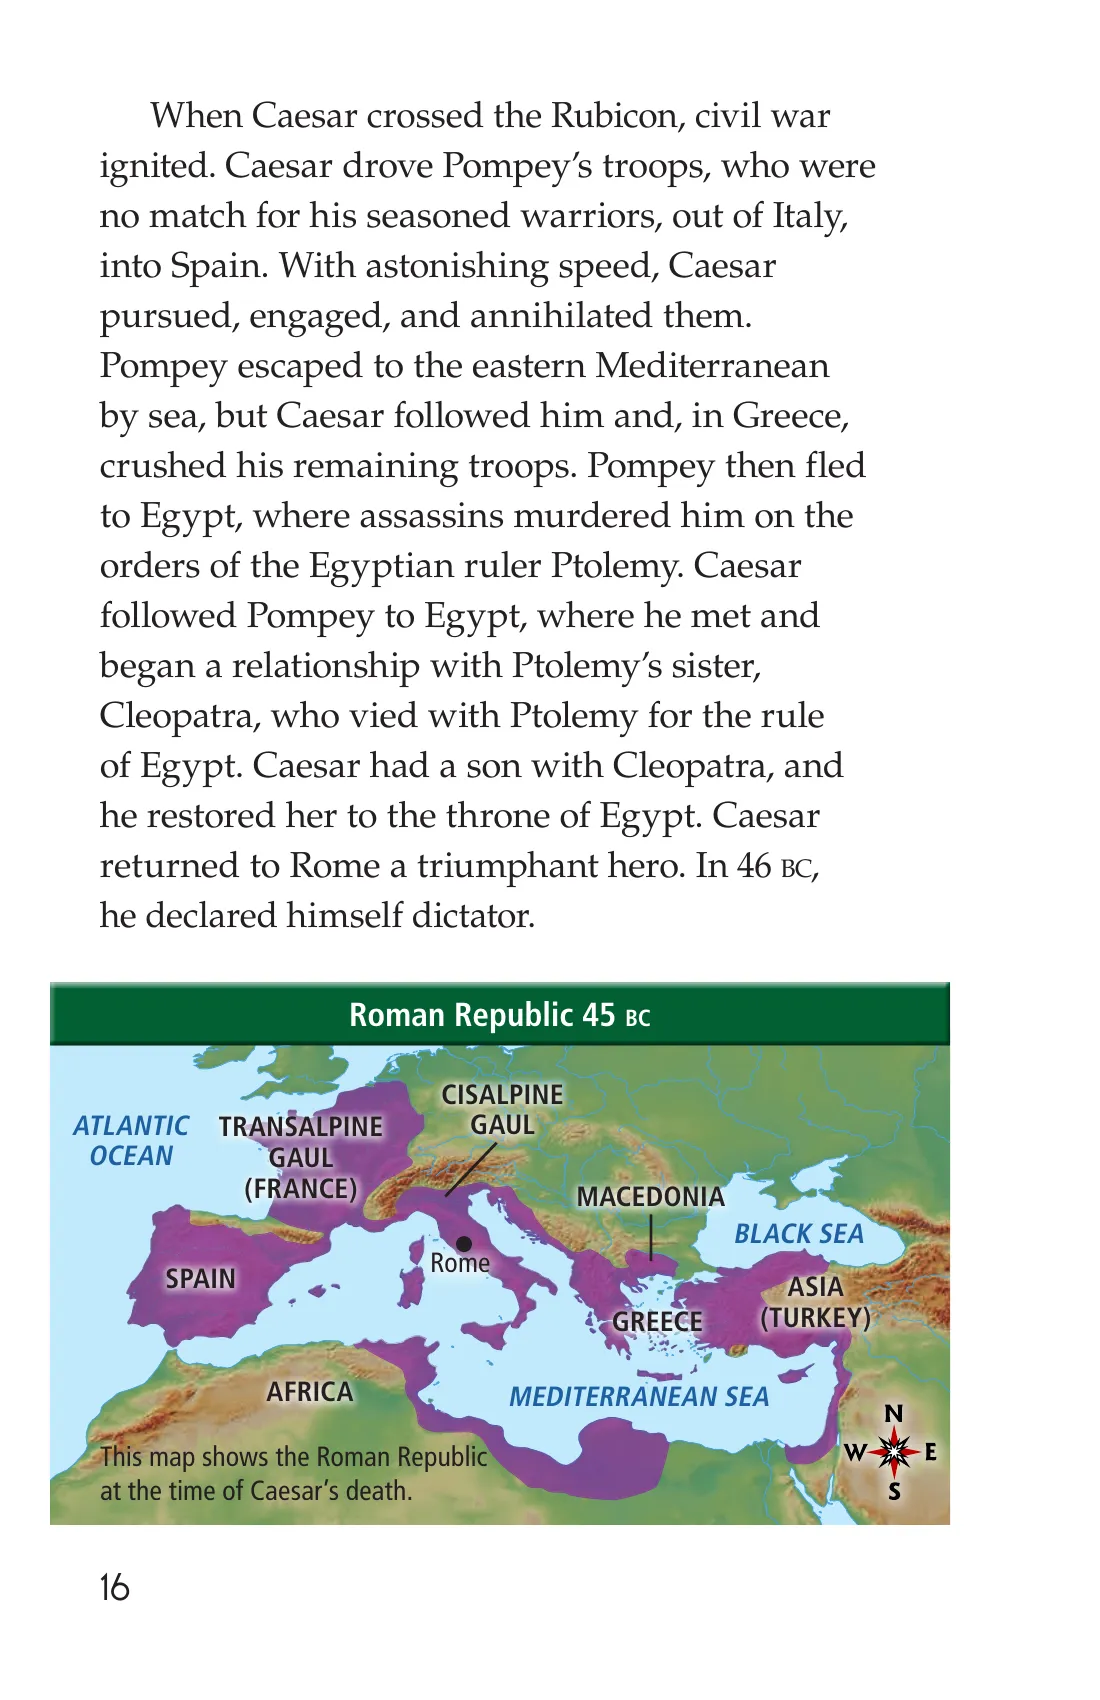 When Caesar crossed the Rubicon, civil war
ignited. Caesar drove Pompey’s troops, who were
no match for his seasoned warriors, out of Italy,
into Spain. With astonishing speed, Caesar
pursued, engaged, and annihilated them.
Pompey escaped to the eastern Mediterranean
by sea, but Caesar followed him and, in Greece,
crushed his remaining troops. Pompey then fled
to Egypt, where assassins murdered him on the
orders of the Egyptian ruler Ptolemy. Caesar
followed Pompey to Egypt, where he met and
began a relationship with Ptolemy’s sister,
Cleopatra, who vied with Ptolemy for the rule
of Egypt. Caesar had a son with Cleopatra, and
he restored her to the throne of Egypt. Caesar
returned to Rome a triumphant hero. In 46 BC,
he declared himself dictator.
Roman Republic 45 BC
ATLANTIC
OCEAN
TRANSALPINE
GAUL
(FRANCE)
CISALPINE
GAUL
MACEDONIA
BLACK SEA
SPAIN
Rome
ASIA
(TURKEY)
GREECE
AFRICA
MEDITERRANEAN SEA
N
W
E
S
This map shows the Roman Republic
at the time of Caesar’s death.
16